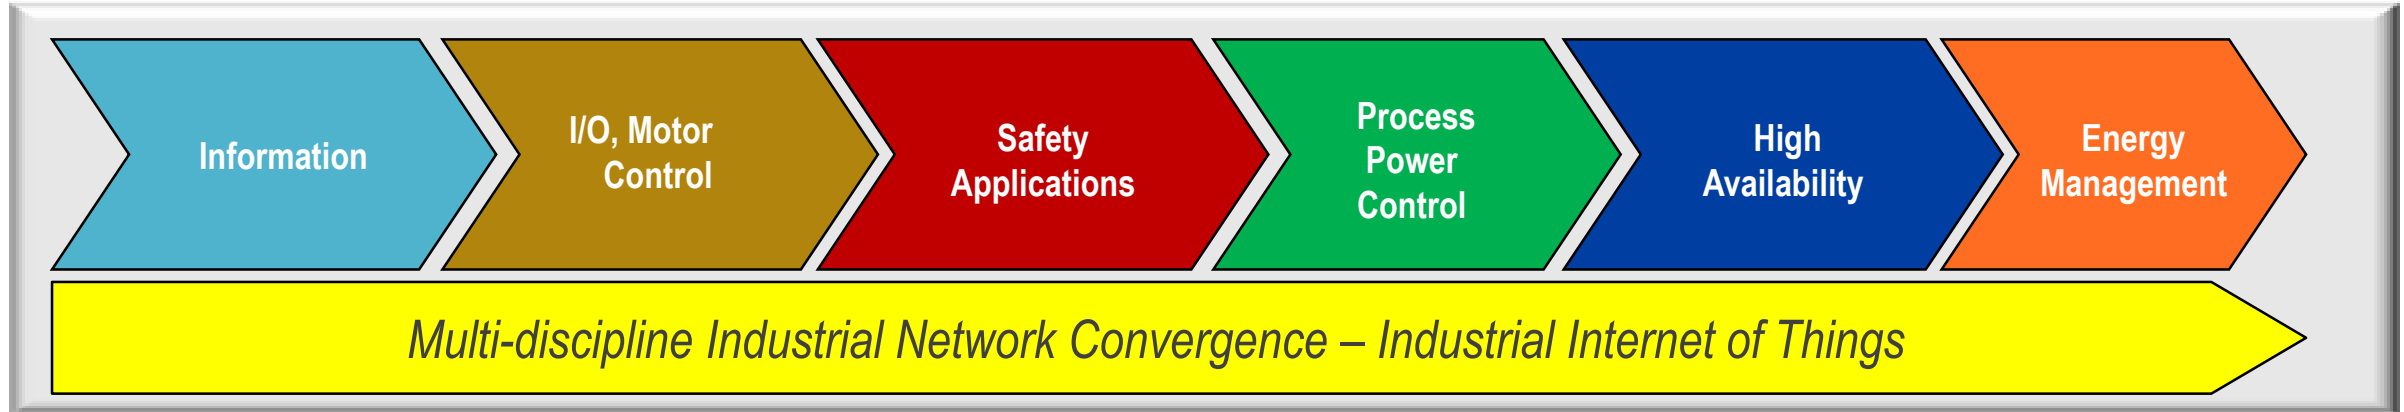 Information
I/O, Motor
Control
Safety
Applications
Process
Power
Control
High
Availability
Energy
Management
Multi-discipline Industrial Network Convergence – Industrial Internet of Things